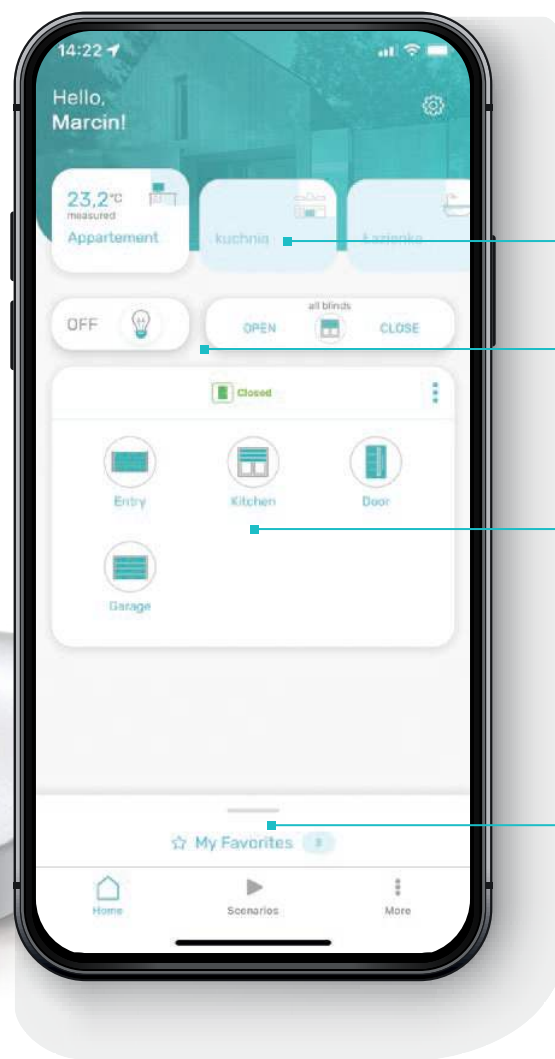 14:22
Hello,
Marcin!
23,2°C
measured
Appartement
kuchnia
Łazienka
OFF
all blinds
OPEN
CLOSE
Closed
Entry
Kitchen
Door
Garage
My Favorites
Home
Scenarios
More